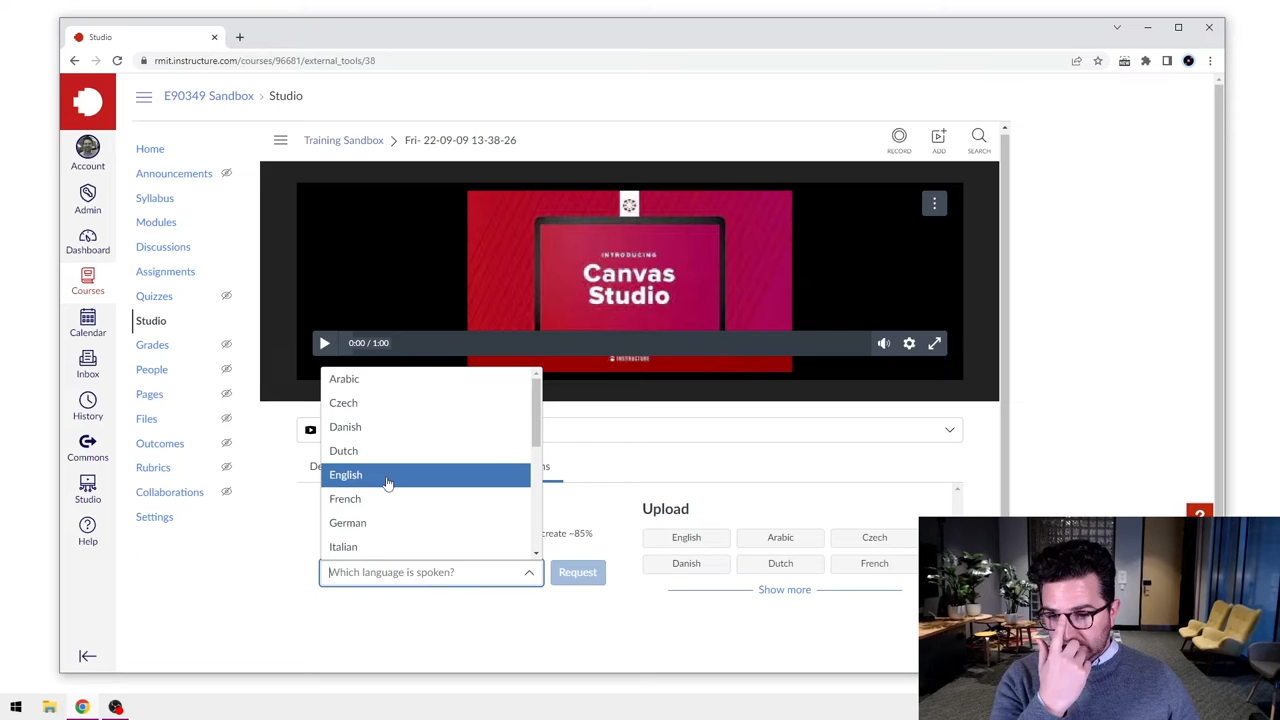 Studio
rmit.instructure.com/courses/96681/external_tools/38
E90349 Sandbox > Studio
Account
Admin
Dashboard
Courses
Calendar
Inbox
History
Commons
Studio
Help
Home
Announcements
Syllabus
Modules
Discussions
Assignments
Quizzes
Studio
Grades
People
Pages
Files
Outcomes
Rubrics
Collaborations
Settings
Training Sandbox > Fri- 22-09-09 13-38-26
RECORD
ADD
SEARCH
INTRODUCING
Canvas
Studio
INSTRUCTURE
0:00 / 1:00
Arabic
Czech
Danish
Dutch
English
French
German
Italian
Which language is spoken?
Request
create ~85%
Upload
English
Arabic
Czech
Danish
Dutch
French
Show more